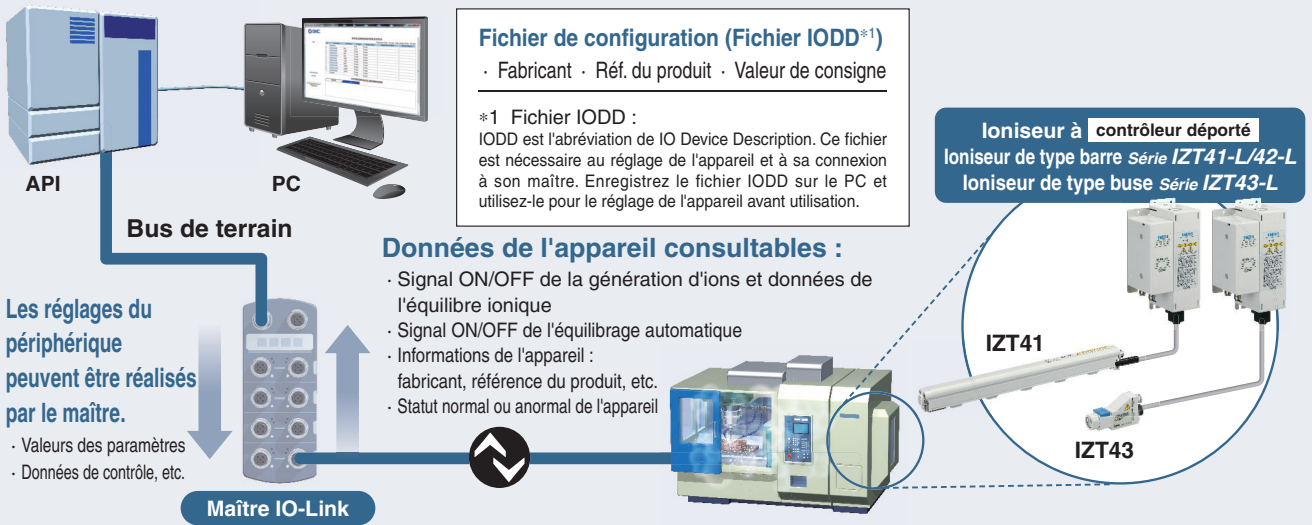 API
PC
Bus de terrain
Fichier de configuration (Fichier IODD*1)
· Fabricant · Réf. du produit · Valeur de consigne
*1 Fichier IODD :
IODD est l'abréviation de IO Device Description. Ce fichier
est nécessaire au réglage de l'appareil et à sa connexion
à son maître. Enregistrez le fichier IODD sur le PC et
utilisez-le pour le réglage de l'appareil avant utilisation.
Ioniseur à contrôleur déporté
Ioniseur de type barre Série IZT41-L/42-L
Ioniseur de type buse Série IZT43-L
IZT41
IZT43
Les réglages du
périphérique
peuvent être réalisés
par le maître.
· Valeurs des paramètres
· Données de contrôle, etc.
Maître IO-Link
Données de l'appareil consultables :
· Signal ON/OFF de la génération d'ions et données de
l'équilibre ionique
· Signal ON/OFF de l'équilibrage automatique
· Informations de l'appareil :
fabricant, référence du produit, etc.
· Statut normal ou anormal de l'appareil